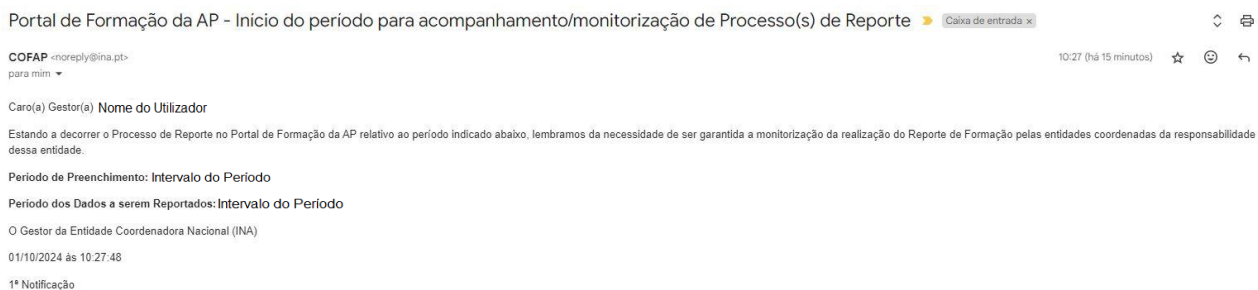 Portal de Formação da AP - Início do período para acompanhamento/monitorização de Processo(s) de Reporte Caixa de entrada x
COFAP <noreply@ina.pt> 10:27 (há 15 minutos)
para mim
Caro(a) Gestor(a) Nome do Utilizador
Estando a decorrer o Processo de Reporte no Portal de Formação da AP relativo ao período indicado abaixo, lembramos da necessidade de ser garantida a monitorização da realização do Reporte de Formação pelas entidades coordenadas da responsabilidade
dessa entidade.
Período de Preenchimento: Intervalo do Período
Período dos Dados a serem Reportados: Intervalo do Período
O Gestor da Entidade Coordenadora Nacional (INA)
01/10/2024 às 10:27:48
1ª Notificação